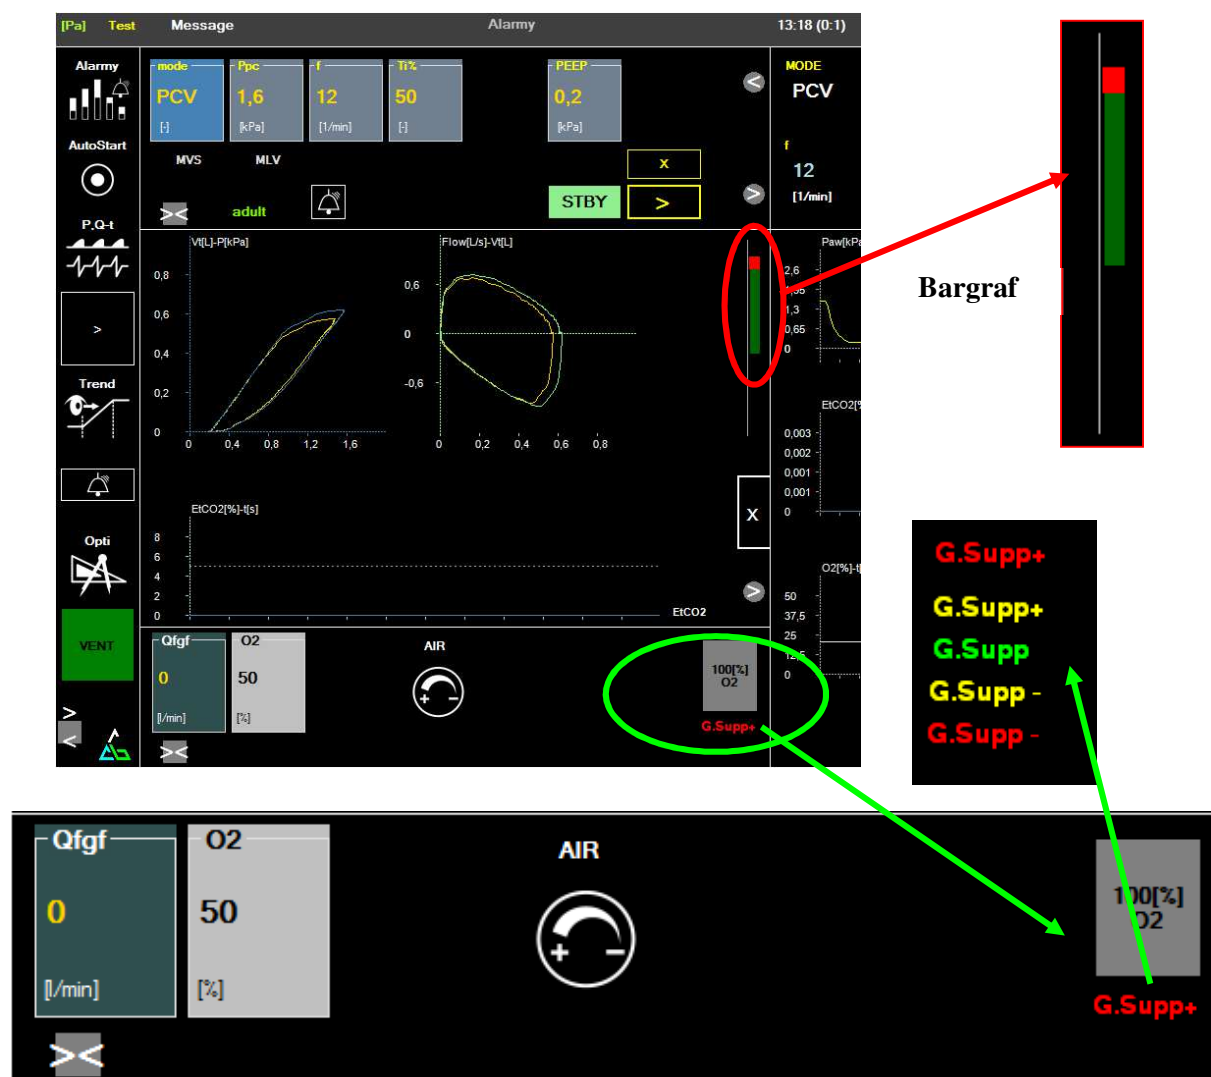 [Pa] Test Message Alarmy 13:18 (0:1)
Alarmy
AutoStart
P,Q-t
>
Trend
Opti
VENT
>
<
mode
PCV
[-]
Ppc
1,6
[kPa]
f
12
[1/min]
Ti%
50
[-]
PEEP
0,2
[kPa]
<
MVS MLV
x
>< adult STBY > >
MODE
PCV
f
12
[1/min]
Vt[L]-P[kPa]
0,8
0,6
0,4
0,2
0
0 0,4 0,8 1,2 1,6
Flow[L/s]-Vt[L]
0,6
0
-0,6
0 0,2 0,4 0,6 0,8
Paw[kPa
2,6
1,3
0,65
0
EtCO2[%
0,003
0,002
0,001
0,001
0
X
EtCO2[%]-t[s]
8
6
4
2
0
EtCO2
>
O2[%]-t[
50
37,5
25
12,5
0
Qfgf
0
[l/min]
O2
50
[%]
AIR
+ -
100[%]
O2
G.Supp+
><
Bargraf
G.Supp+
G.Supp+
G.Supp
G.Supp -
G.Supp -
Qfgf
0
[l/min]
O2
50
[%]
AIR
+ -
100[%]
O2
G.Supp+
><